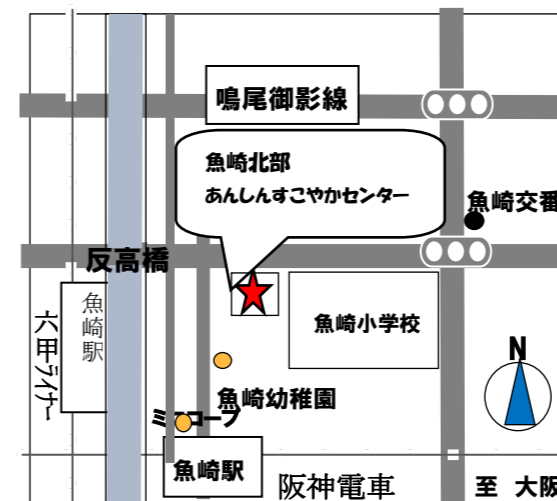 鳴尾御影線
魚崎北部
あんしんすこやかセンター
魚崎交番
反高橋
魚崎駅
六甲ライナー
魚崎小学校
N
魚崎幼稚園
ミニコープ
魚崎駅
阪神電車
至 大阪